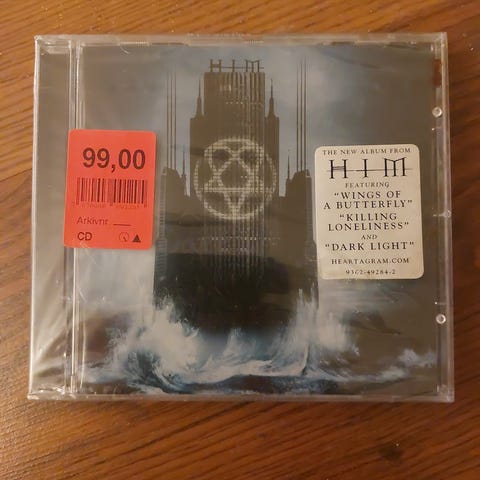 HIM
99,00
Arkivnr. ___
CD
THE NEW ALBUM FROM
HIM
FEATURING
"WINGS OF
A BUTTERFLY"
"KILLING
LONELINESS"
AND
"DARK LIGHT"
HEARTAGRAM.COM
9362-49284-2